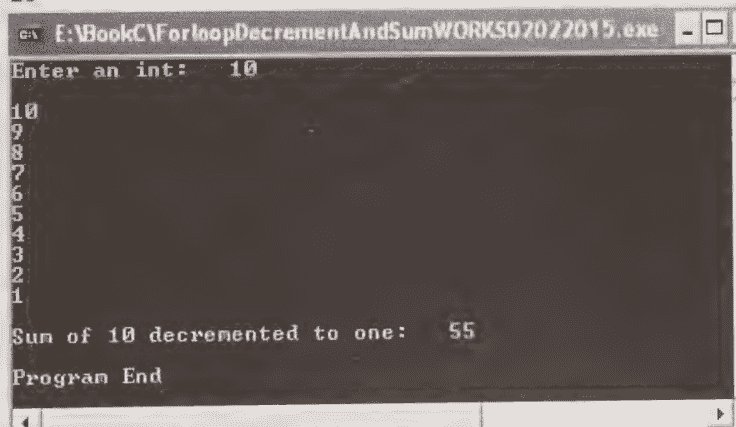 E:\BookC\ForloopDecrementAndSumWORKS02022015.exe
Enter an int: 10
10
9
8
7
6
5
4
3
2
1
Sum of 10 decremented to one: 55
Program End